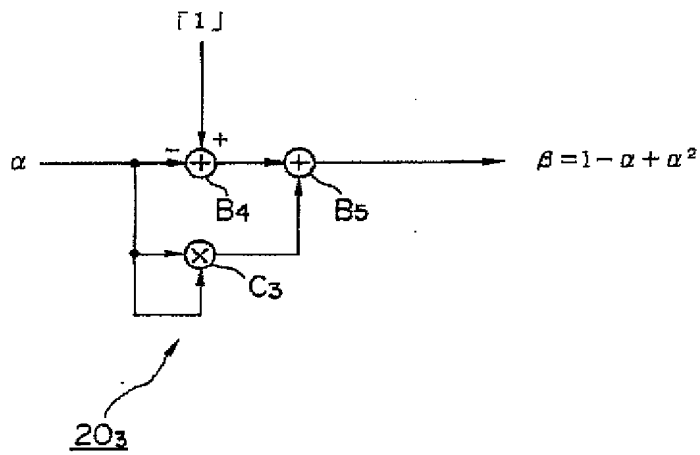 「1」
α
−
+
+
+
β = 1 − α + α²
B4
B5
×
C3
203